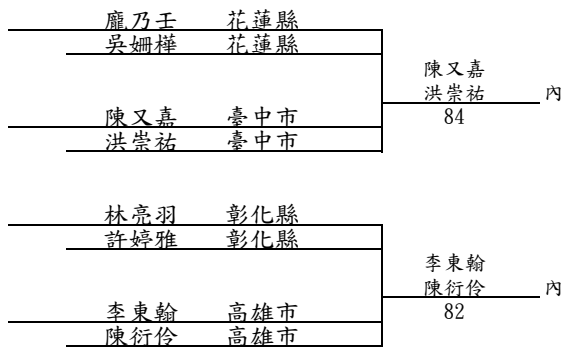 龐乃壬 花蓮縣
吳姍樺 花蓮縣
陳又嘉
洪崇祐 內
84
陳又嘉 臺中市
洪崇祐 臺中市
林亮羽 彰化縣
許婷雅 彰化縣
李東翰
陳衍伶 內
82
李東翰 高雄市
陳衍伶 高雄市